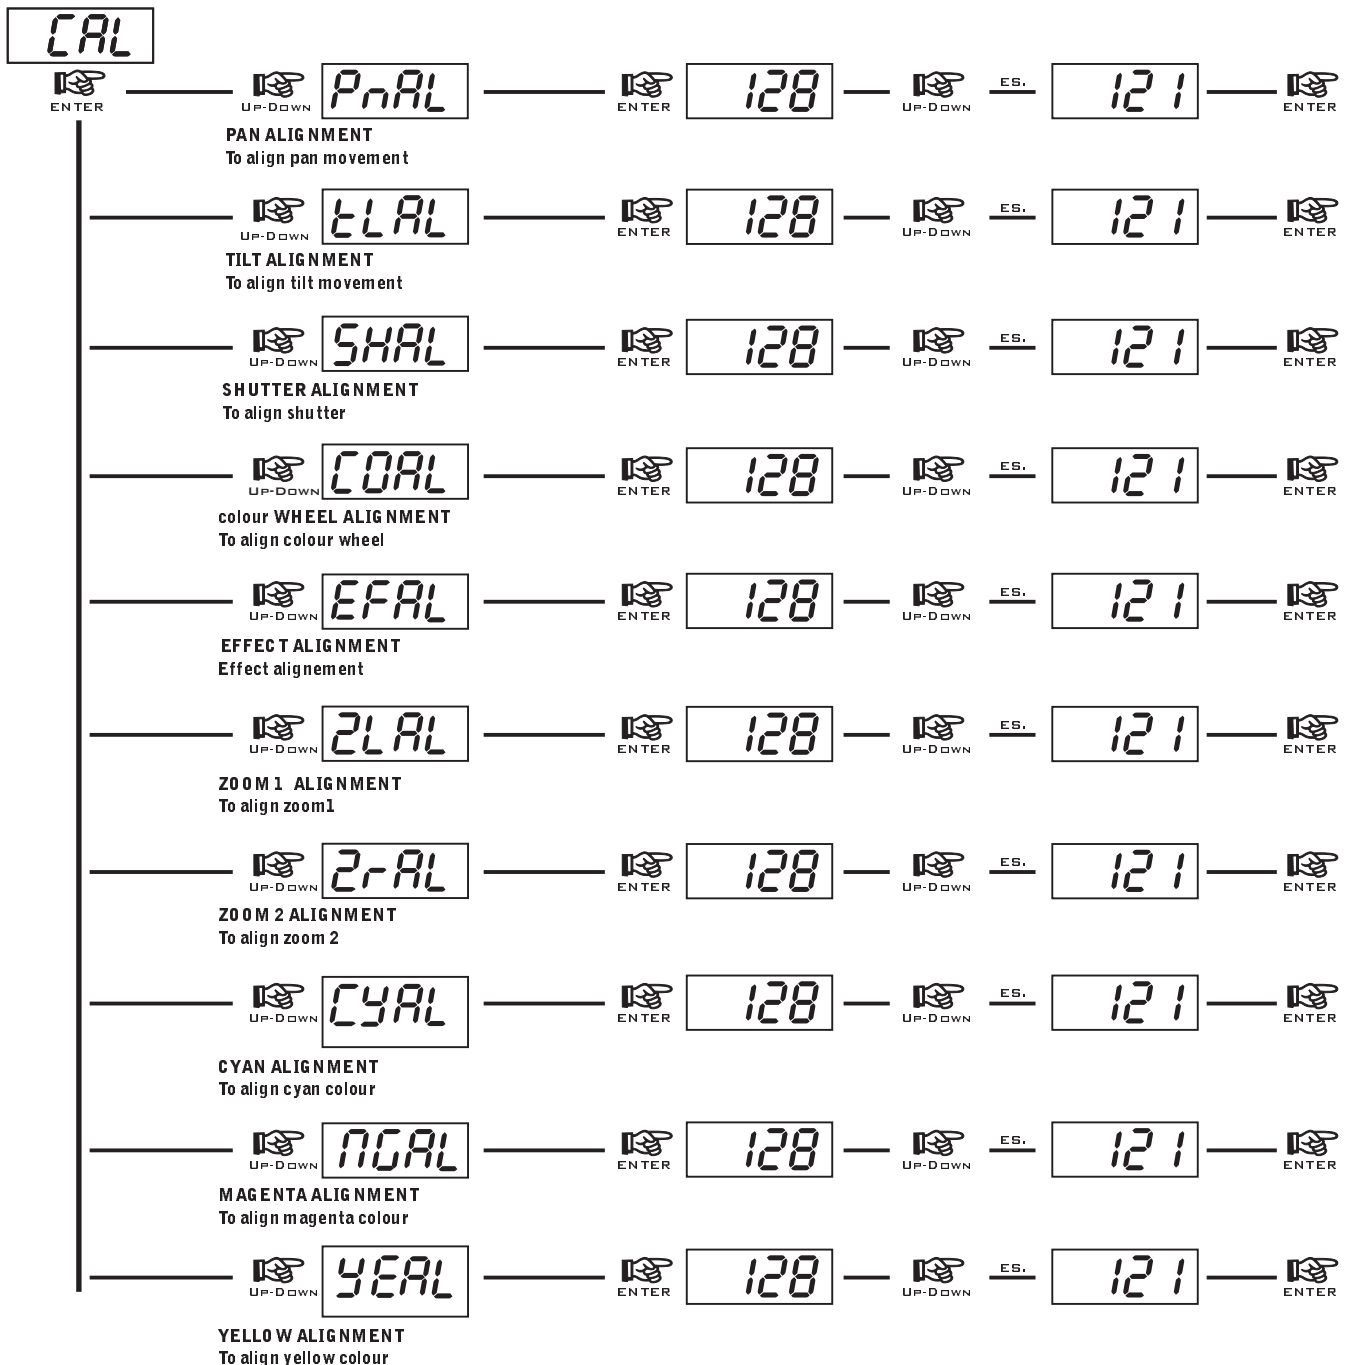 CAL
ENTER
UP-DOWN PnAL ENTER 128 UP-DOWN ES. 121 ENTER
PAN ALIGNMENT
To align pan movement
UP-DOWN tLAL ENTER 128 UP-DOWN ES. 121 ENTER
TILT ALIGNMENT
To align tilt movement
UP-DOWN SHAL ENTER 128 UP-DOWN ES. 121 ENTER
SHUTTER ALIGNMENT
To align shutter
UP-DOWN COAL ENTER 128 UP-DOWN ES. 121 ENTER
colour WHEEL ALIGNMENT
To align colour wheel
UP-DOWN EFAL ENTER 128 UP-DOWN ES. 121 ENTER
EFFECT ALIGNMENT
Effect alignement
UP-DOWN 2LAL ENTER 128 UP-DOWN ES. 121 ENTER
ZOOM 1 ALIGNMENT
To align zoom1
UP-DOWN 2rAL ENTER 128 UP-DOWN ES. 121 ENTER
ZOOM 2 ALIGNMENT
To align zoom 2
UP-DOWN CYAL ENTER 128 UP-DOWN ES. 121 ENTER
CYAN ALIGNMENT
To align cyan colour
UP-DOWN MGAL ENTER 128 UP-DOWN ES. 121 ENTER
MAGENTA ALIGNMENT
To align magenta colour
UP-DOWN YEAL ENTER 128 UP-DOWN ES. 121 ENTER
YELLOW ALIGNMENT
To align yellow colour